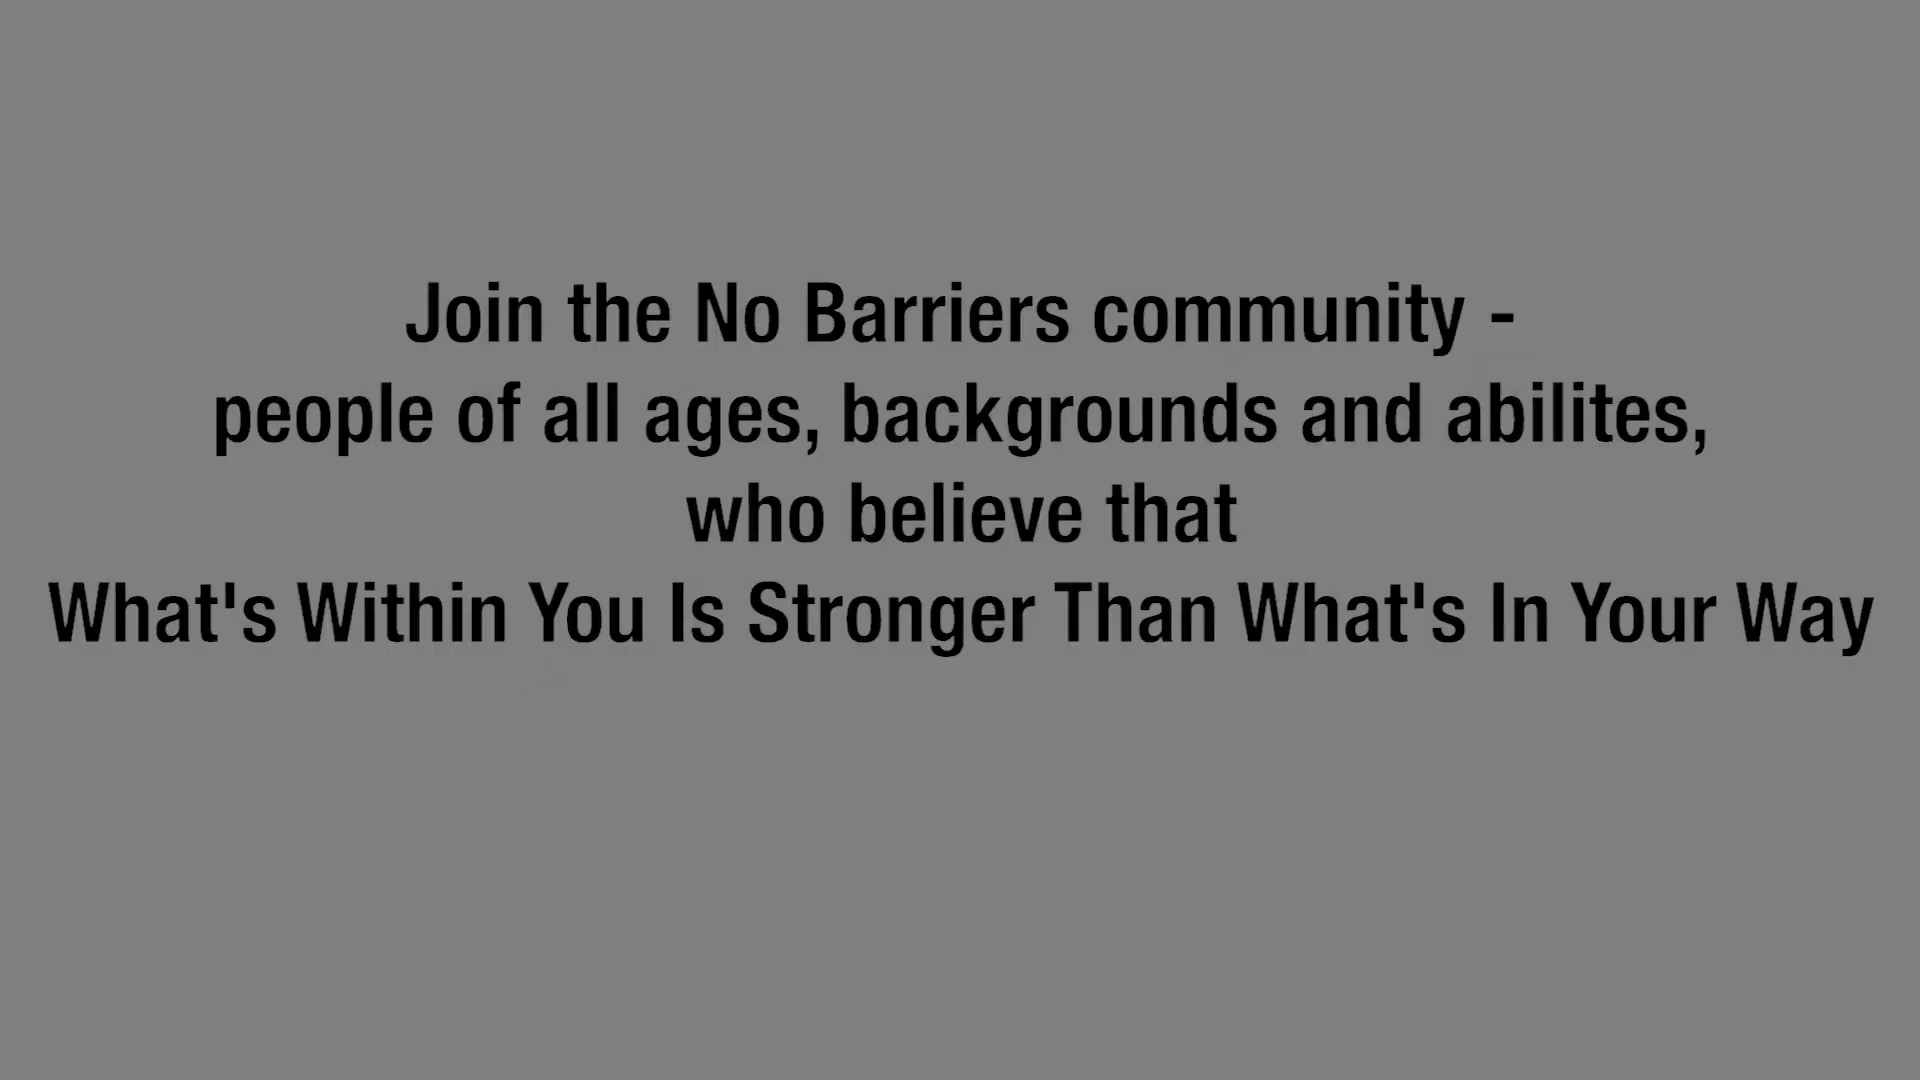 Join the No Barriers community -
people of all ages, backgrounds and abilites,
who believe that
What's Within You Is Stronger Than What's In Your Way